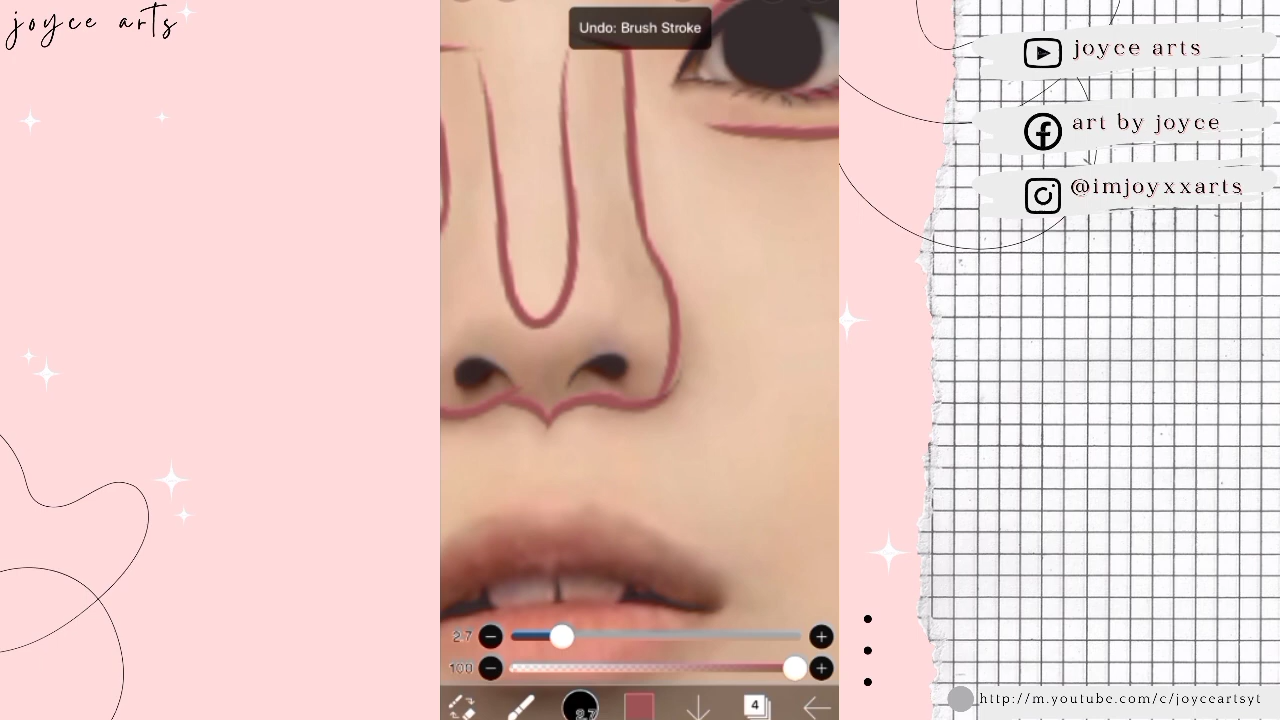 joyce arts
Undo: Brush Stroke
joyce arts
art by joyce
@imjoyxxarts
2.7
100
2.7
4
http://m.youtube.com/c/joyceartsyt